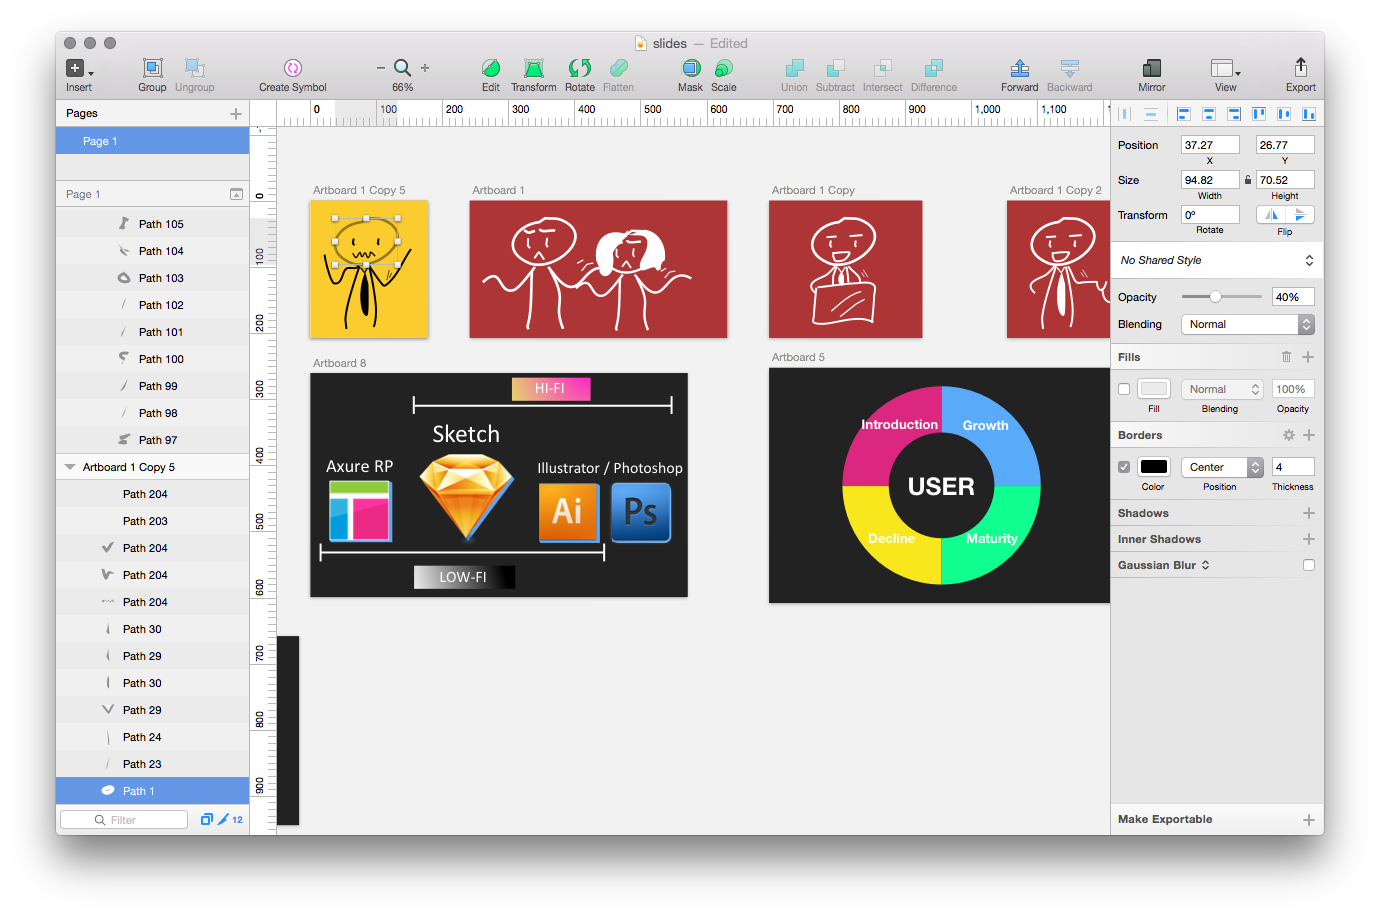 slides — Edited
Insert
Group
Ungroup
Create Symbol
66%
Edit
Transform
Rotate
Flatten
Mask
Scale
Union
Subtract
Intersect
Difference
Forward
Backward
Mirror
View
Export
Pages
Page 1
Page 1
Path 105
Path 104
Path 103
Path 102
Path 101
Path 100
Path 99
Path 98
Path 97
Artboard 1 Copy 5
Path 204
Path 203
Path 204
Path 204
Path 204
Path 30
Path 29
Path 30
Path 29
Path 24
Path 23
Path 1
Filter
12
0 100 200 300 400 500 600 700 800 900 1,000 1,100
0
100
200
300
400
500
600
700
800
900
Artboard 1 Copy 5
Artboard 1
Artboard 1 Copy
Artboard 1 Copy 2
Artboard 8
HI-FI
Sketch
Axure RP
Illustrator / Photoshop
Ai
Ps
LOW-FI
Artboard 5
Introduction
Growth
USER
Decline
Maturity
Position 37.27 26.77
X Y
Size 94.82 70.52
Width Height
Transform 0º
Rotate Flip
No Shared Style
Opacity 40%
Blending Normal
Fills
Normal 100%
Fill Blending Opacity
Borders
Center 4
Color Position Thickness
Shadows
Inner Shadows
Gaussian Blur
Make Exportable